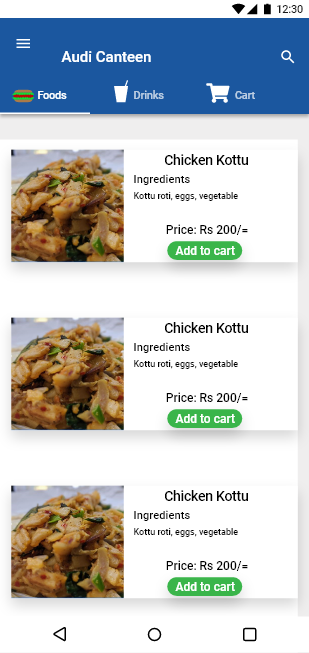 12:30
Audi Canteen
Foods Drinks Cart
Chicken Kottu
Ingredients
Kottu roti, eggs, vegetable
Price: Rs 200/=
Add to cart
Chicken Kottu
Ingredients
Kottu roti, eggs, vegetable
Price: Rs 200/=
Add to cart
Chicken Kottu
Ingredients
Kottu roti, eggs, vegetable
Price: Rs 200/=
Add to cart